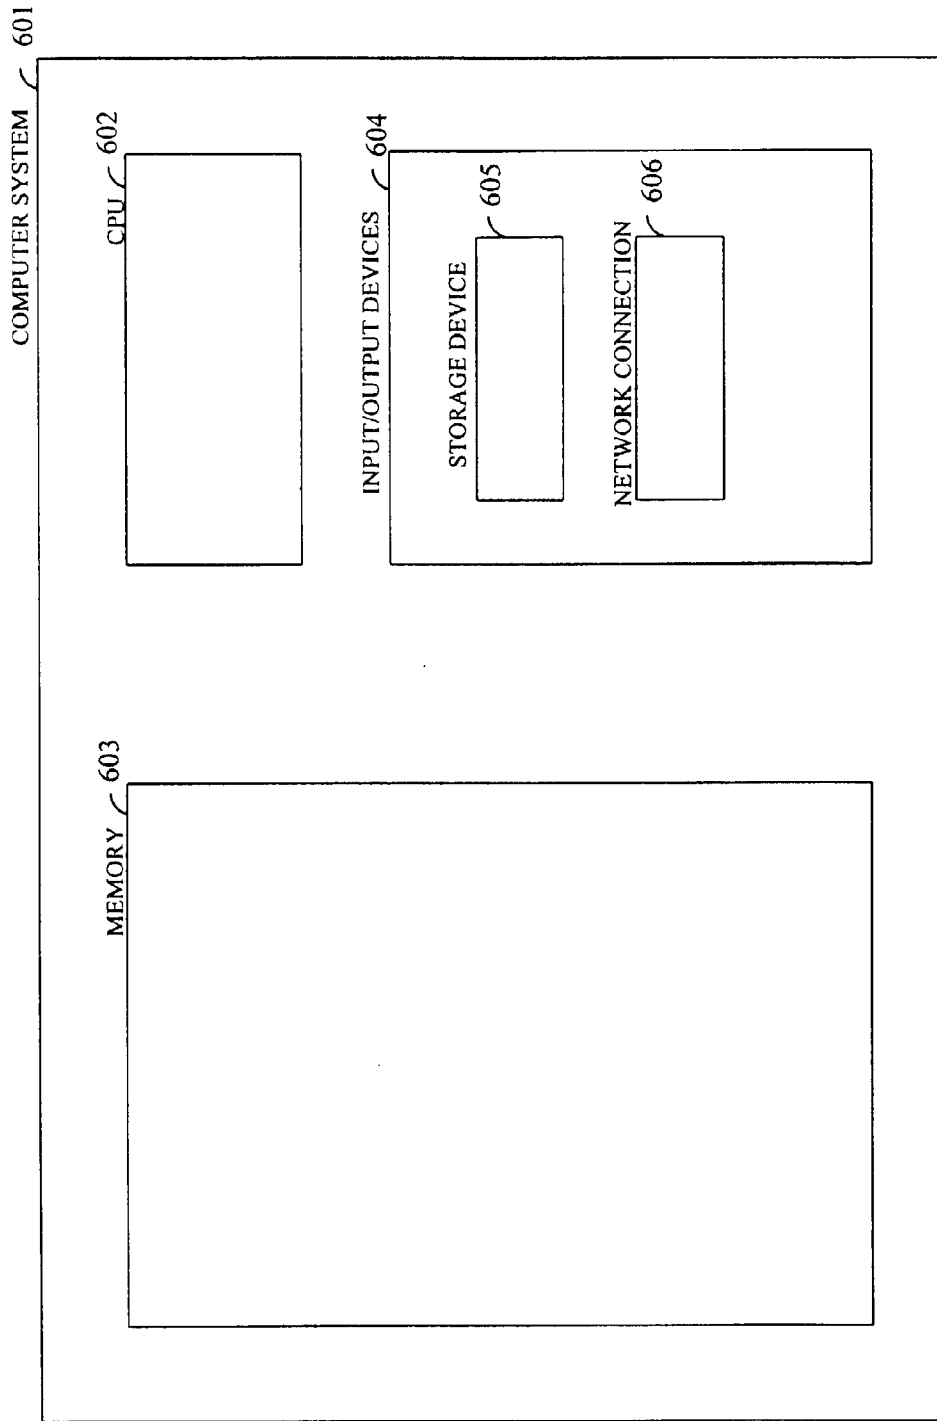 COMPUTER SYSTEM 601
MEMORY 603
CPU 602
INPUT/OUTPUT DEVICES 604
STORAGE DEVICE 605
NETWORK CONNECTION 606